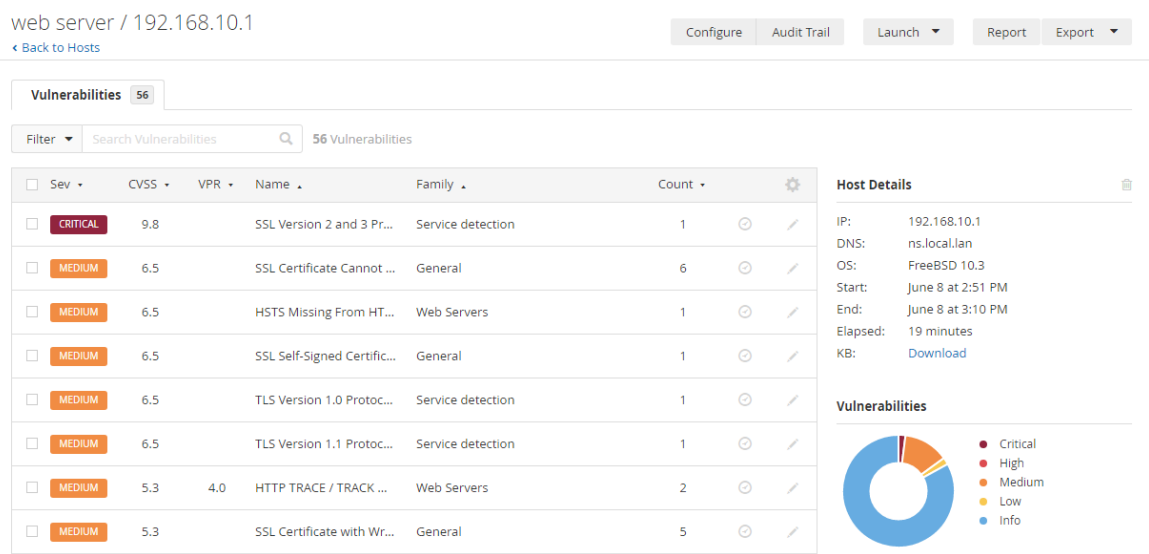 web server / 192.168.10.1
Back to Hosts
Configure Audit Trail Launch Report Export
Vulnerabilities 56
Filter Search Vulnerabilities 56 Vulnerabilities
Sev CVSS VPR Name Family Count
CRITICAL 9.8 SSL Version 2 and 3 Pr... Service detection 1
MEDIUM 6.5 SSL Certificate Cannot ... General 6
MEDIUM 6.5 HSTS Missing From HT... Web Servers 1
MEDIUM 6.5 SSL Self-Signed Certific... General 1
MEDIUM 6.5 TLS Version 1.0 Protoc... Service detection 1
MEDIUM 6.5 TLS Version 1.1 Protoc... Service detection 1
MEDIUM 5.3 4.0 HTTP TRACE / TRACK ... Web Servers 2
MEDIUM 5.3 SSL Certificate with Wr... General 5
Host Details
IP: 192.168.10.1
DNS: ns.local.lan
OS: FreeBSD 10.3
Start: June 8 at 2:51 PM
End: June 8 at 3:10 PM
Elapsed: 19 minutes
KB: Download
Vulnerabilities
Critical
High
Medium
Low
Info